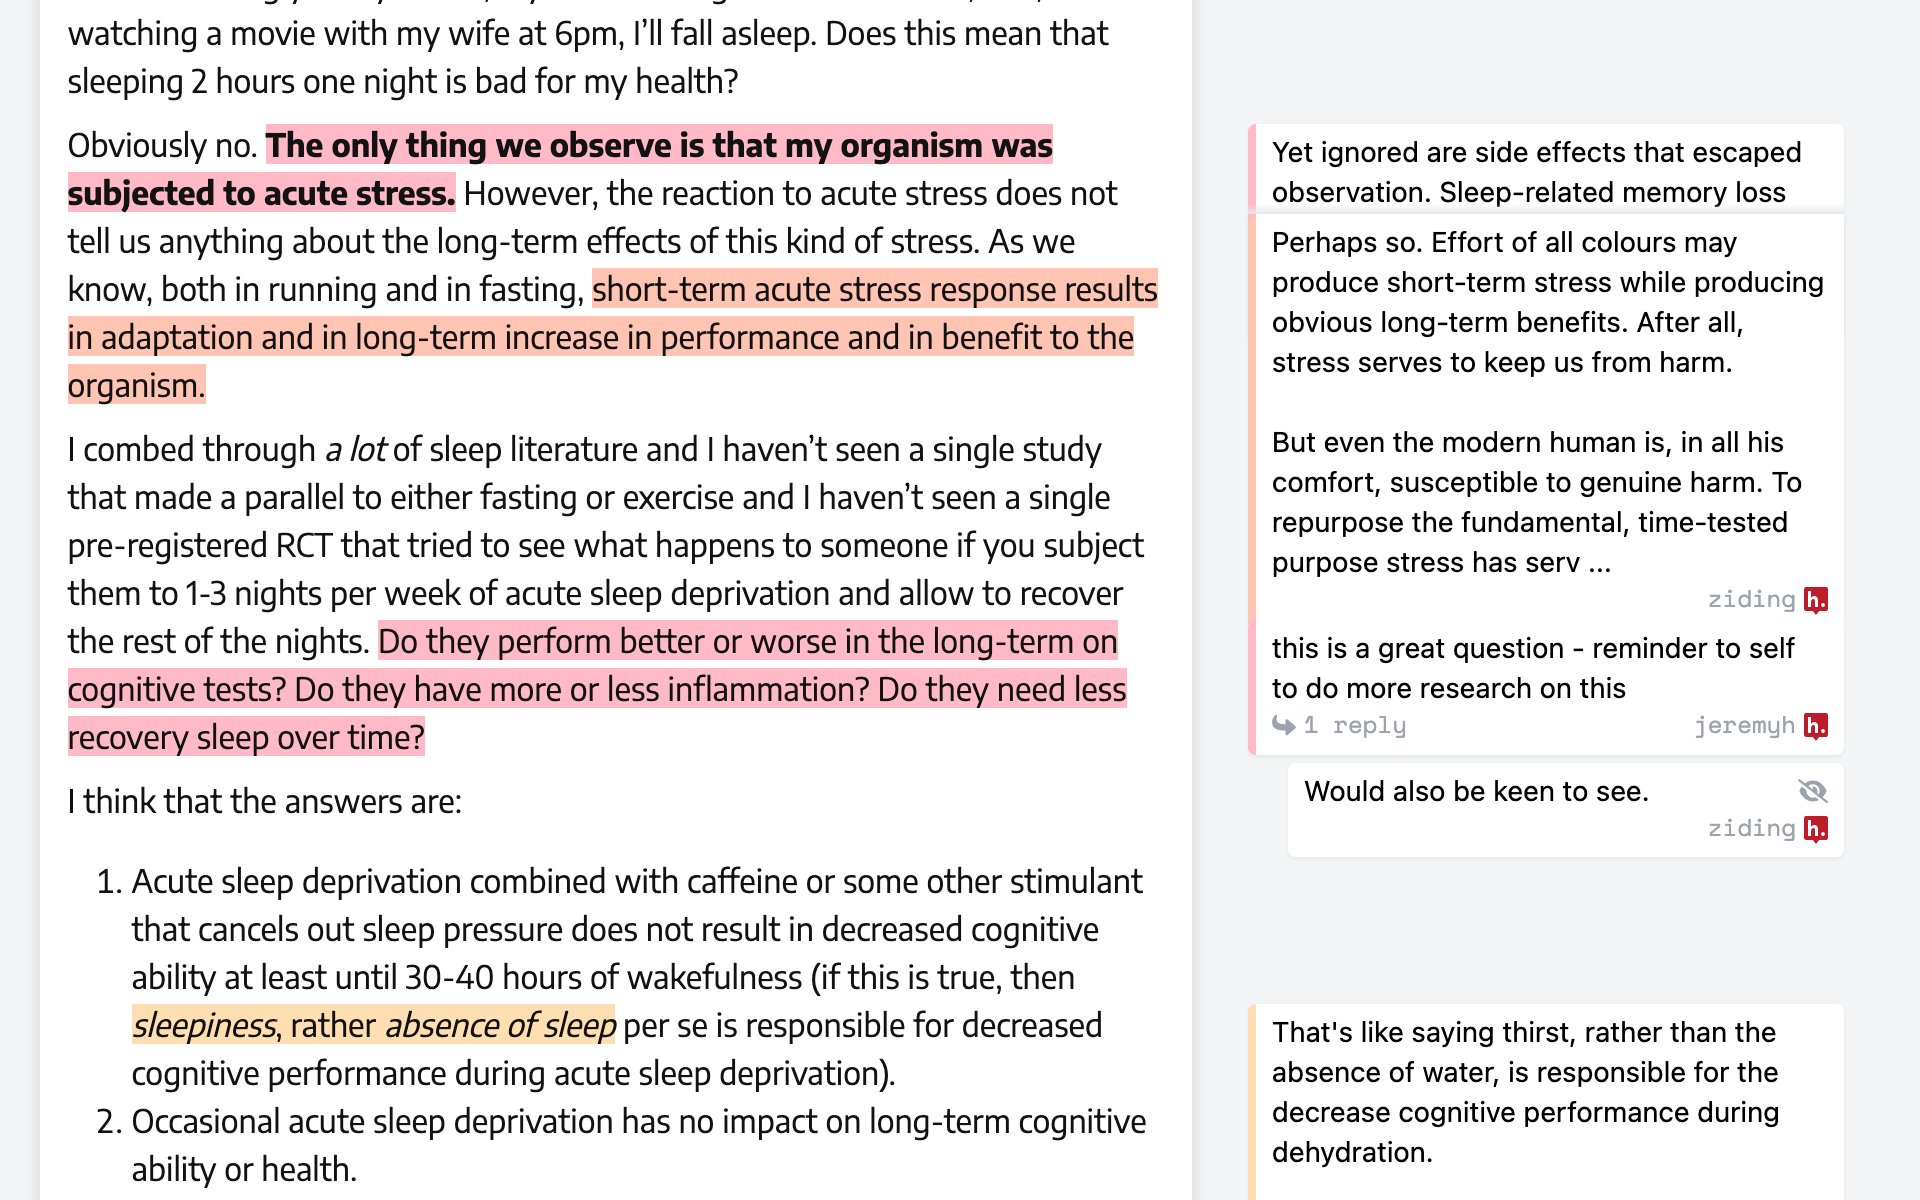 watching a movie with my wife at 6pm, I’ll fall asleep. Does this mean that
sleeping 2 hours one night is bad for my health?
Obviously no. The only thing we observe is that my organism was
subjected to acute stress. However, the reaction to acute stress does not
tell us anything about the long-term effects of this kind of stress. As we
know, both in running and in fasting, short-term acute stress response results
in adaptation and in long-term increase in performance and in benefit to the
organism.
I combed through a lot of sleep literature and I haven’t seen a single study
that made a parallel to either fasting or exercise and I haven’t seen a single
pre-registered RCT that tried to see what happens to someone if you subject
them to 1-3 nights per week of acute sleep deprivation and allow to recover
the rest of the nights. Do they perform better or worse in the long-term on
cognitive tests? Do they have more or less inflammation? Do they need less
recovery sleep over time?
I think that the answers are:
1. Acute sleep deprivation combined with caffeine or some other stimulant
that cancels out sleep pressure does not result in decreased cognitive
ability at least until 30-40 hours of wakefulness (if this is true, then
sleepiness, rather absence of sleep per se is responsible for decreased
cognitive performance during acute sleep deprivation).
2. Occasional acute sleep deprivation has no impact on long-term cognitive
ability or health.
Yet ignored are side effects that escaped
observation. Sleep-related memory loss
Perhaps so. Effort of all colours may
produce short-term stress while producing
obvious long-term benefits. After all,
stress serves to keep us from harm.
But even the modern human is, in all his
comfort, susceptible to genuine harm. To
repurpose the fundamental, time-tested
purpose stress has serv ...
ziding h.
this is a great question - reminder to self
to do more research on this
1 reply
jeremyh h.
Would also be keen to see.
ziding h.
That's like saying thirst, rather than the
absence of water, is responsible for the
decrease cognitive performance during
dehydration.